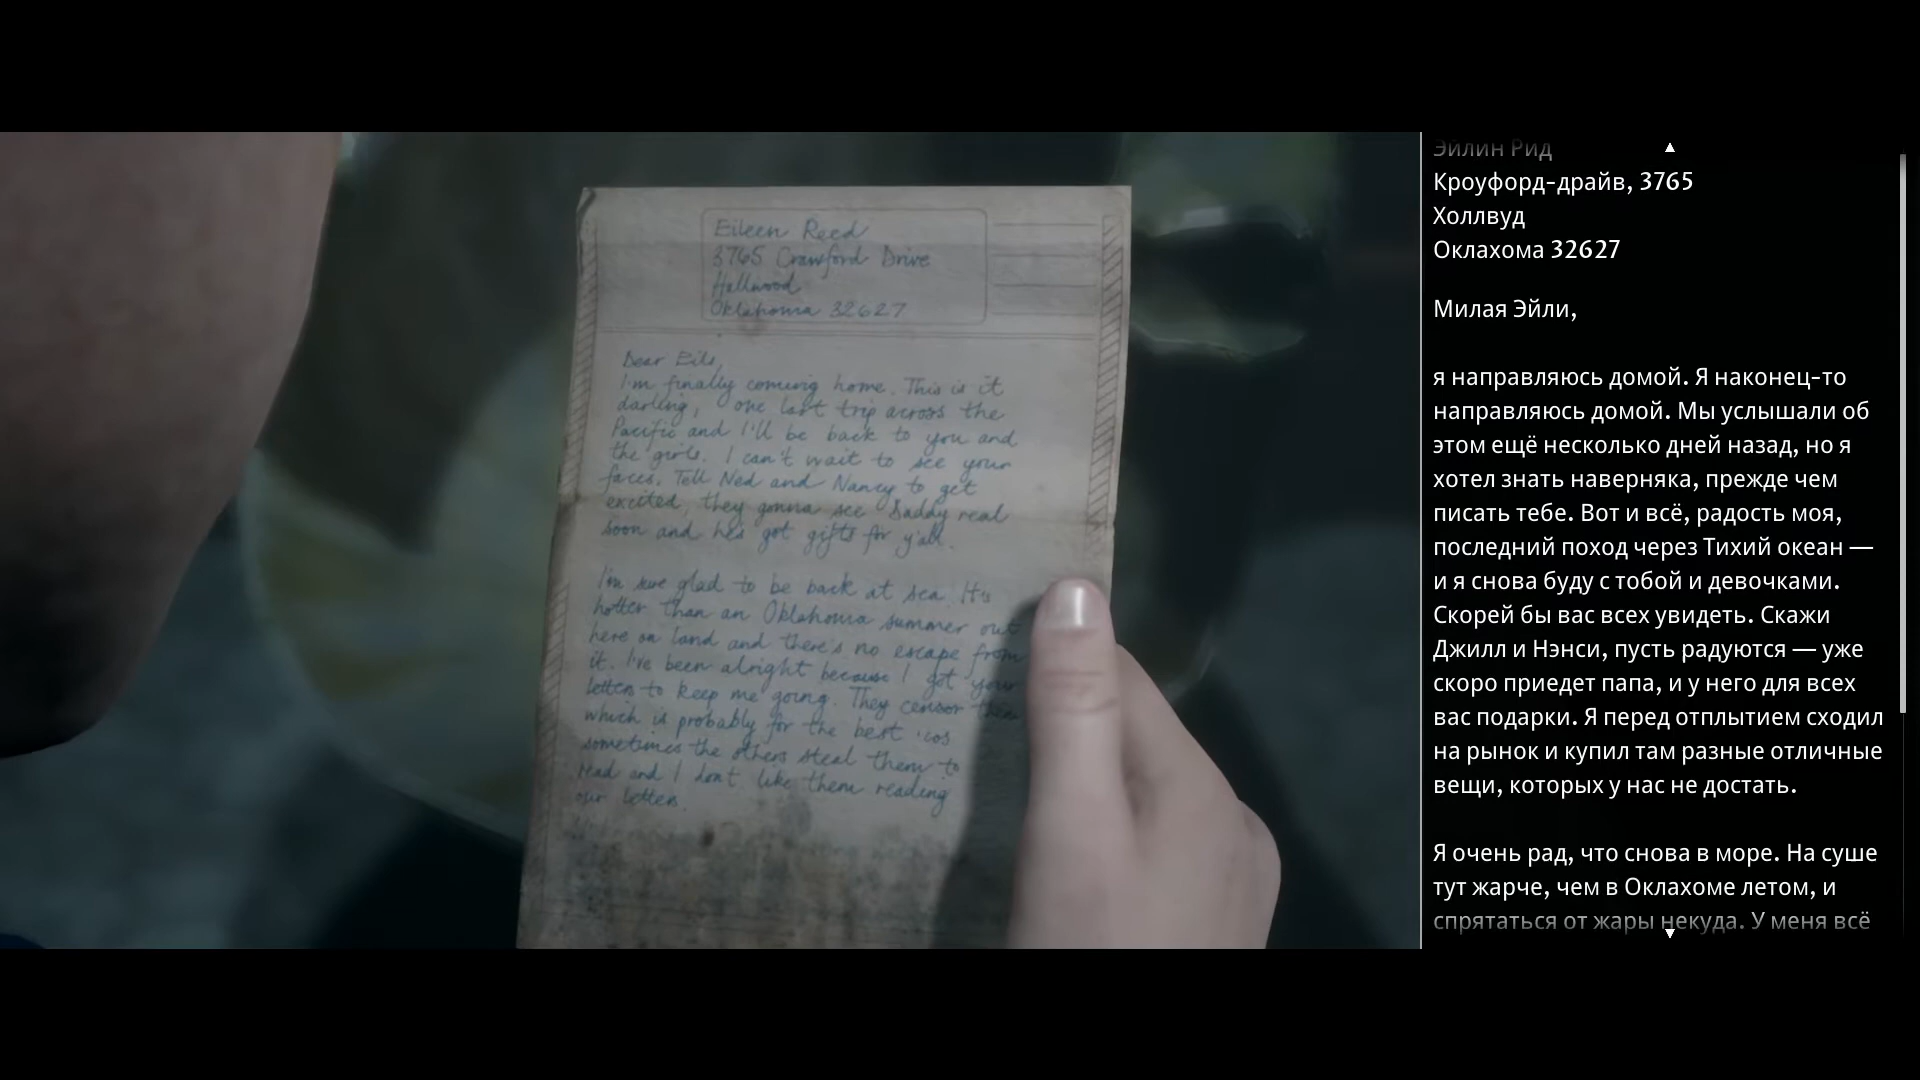 Eileen Reed
3765 Crawford Drive
Hallwood
Oklahoma 32627
Dear Eils,
I'm finally coming home. This is it
darling, one last trip across the
Pacific and I'll be back to you and
the girls. I can't wait to see your
faces. Tell Ned and Nancy to get
excited, they gonna see Daddy real
soon and he's got gifts for y'all.
I'm sure glad to be back at sea. It's
hotter than an Oklahoma summer out
here on land and there's no escape from
it. I've been alright because I got your
letters to keep me going. They censor them
which is probably for the best 'cos
sometimes the others steal them to
read and I don't like them reading
our letters.
Эйлин Рид
Кроуфорд-драйв, 3765
Холлвуд
Оклахома 32627
Милая Эйли,
я направляюсь домой. Я наконец-то
направляюсь домой. Мы услышали об
этом ещё несколько дней назад, но я
хотел знать наверняка, прежде чем
писать тебе. Вот и всё, радость моя,
последний поход через Тихий океан —
и я снова буду с тобой и девочками.
Скорей бы вас всех увидеть. Скажи
Джилл и Нэнси, пусть радуются — уже
скоро приедет папа, и у него для всех
вас подарки. Я перед отплытием сходил
на рынок и купил там разные отличные
вещи, которых у нас не достать.
Я очень рад, что снова в море. На суше
тут жарче, чем в Оклахоме летом, и
спрятаться от жары некуда. У меня всё